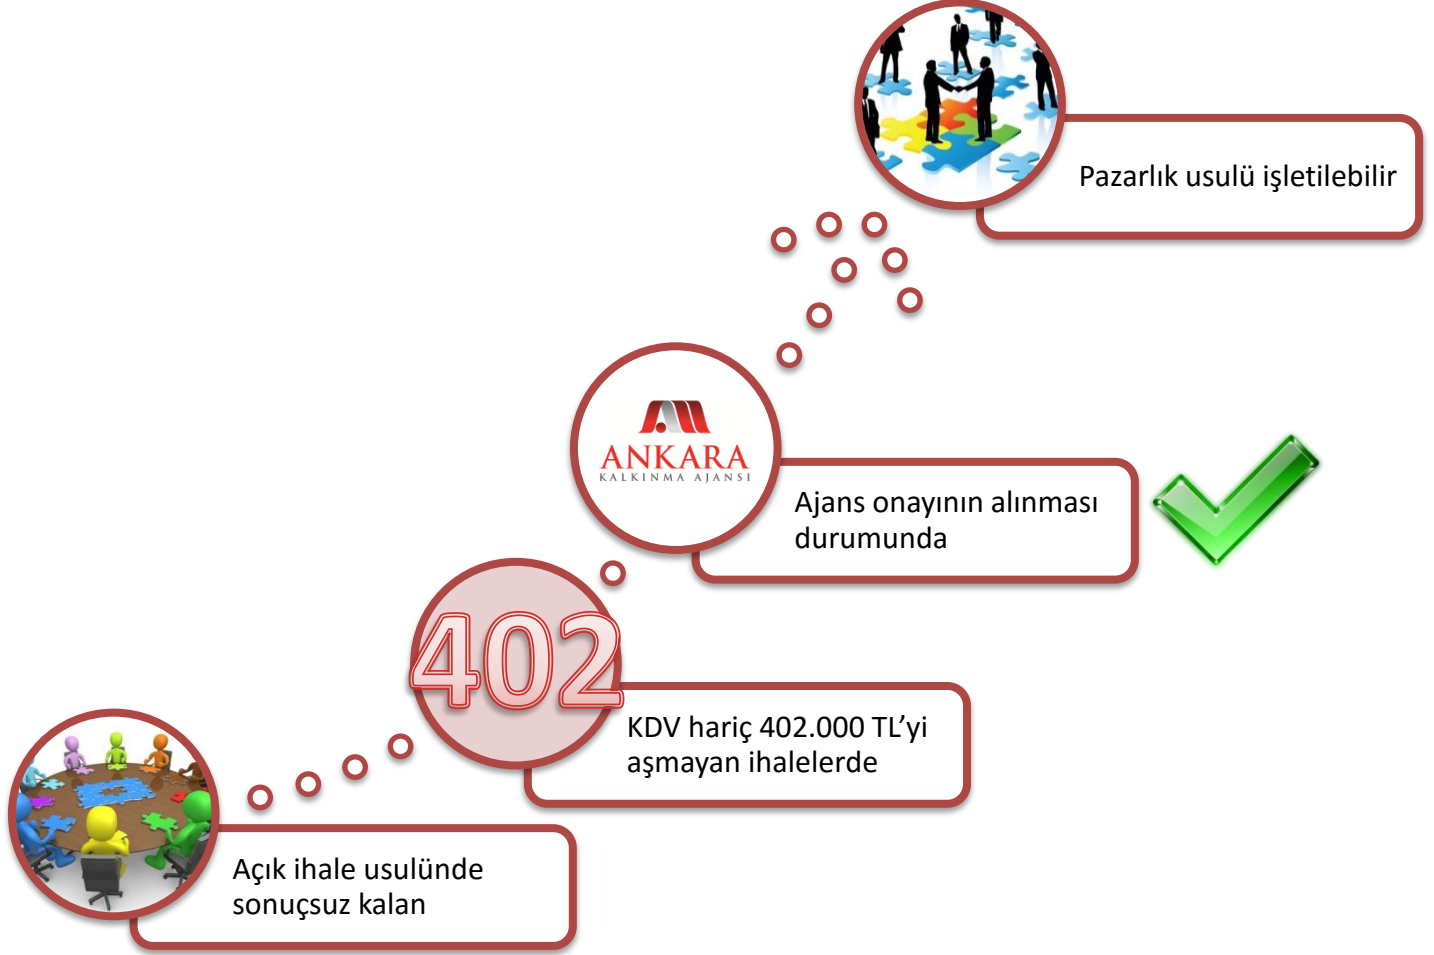 Pazarlık usulü işletilebilir
ANKARA
KALKINMA AJANSI
Ajans onayının alınması
durumunda
402
KDV hariç 402.000 TL’yi
aşmayan ihalelerde
Açık ihale usulünde
sonuçsuz kalan